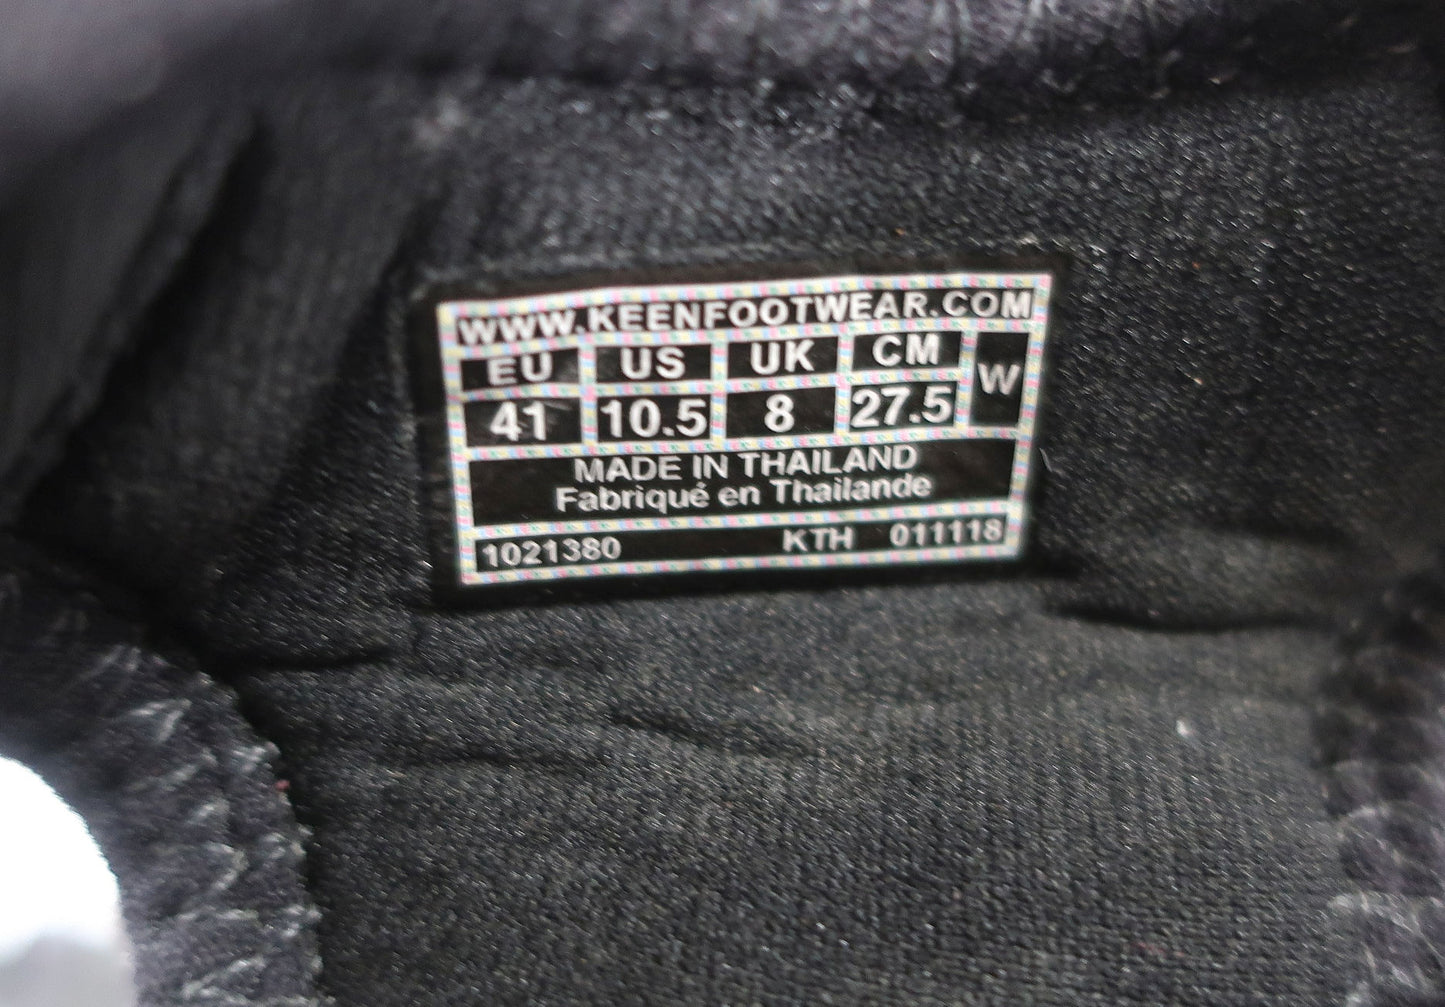 WWW.KEENFOOTWEAR.COM
EU US UK CM W
41 10.5 8 27.5
MADE IN THAILAND
Fabriqué en Thailande
1021380 KTH 011118